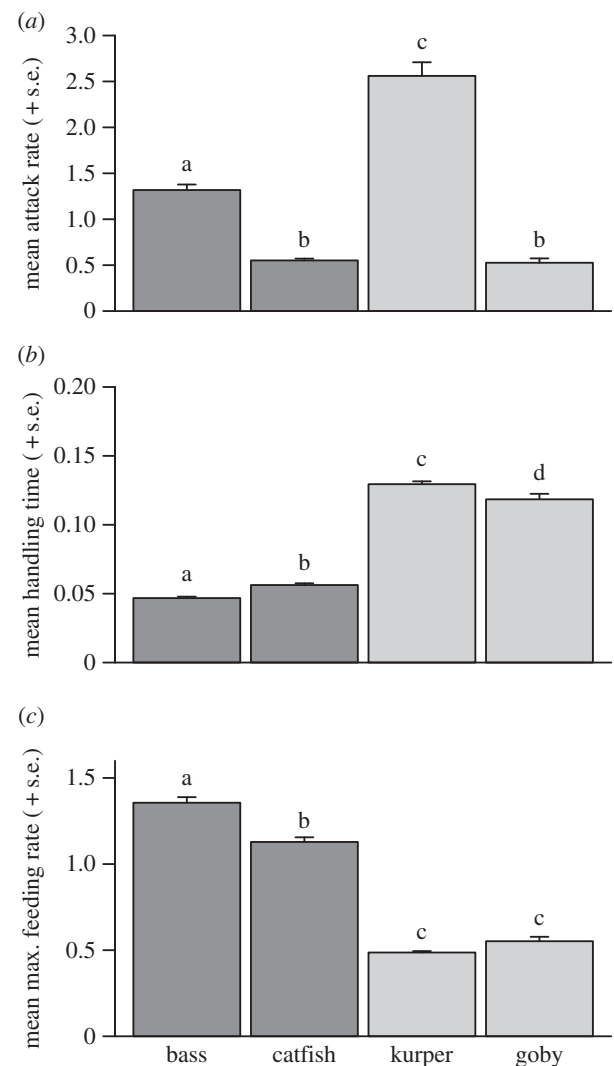 (a)
mean attack rate (+ s.e.)
3.0
2.5
2.0
1.5
1.0
0.5
0
a
b
c
b
(b)
mean handling time (+ s.e.)
0.20
0.15
0.10
0.05
0
a
b
c
d
(c)
mean max. feeding rate (+ s.e.)
1.5
1.0
0.5
0
a
b
c
c
bass catfish kurper goby